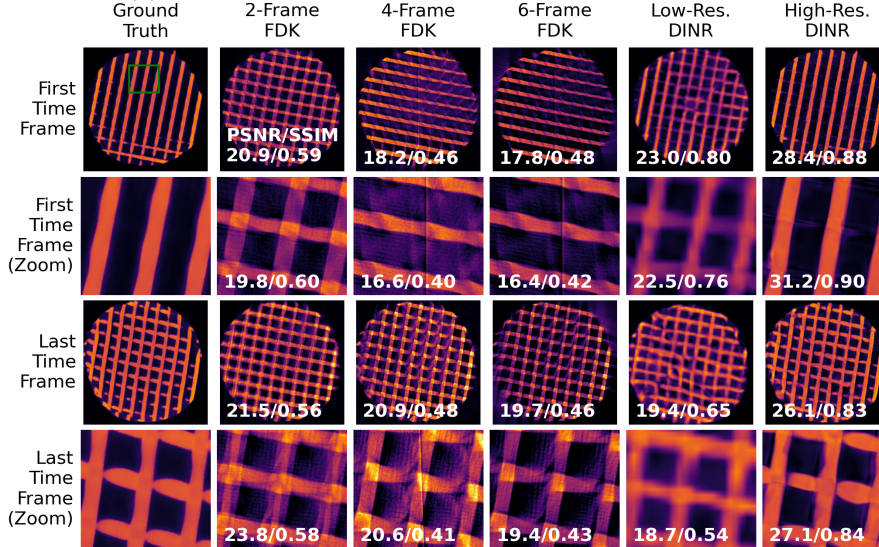 Ground
Truth
2-Frame
FDK
4-Frame
FDK
6-Frame
FDK
Low-Res.
DINR
High-Res.
DINR
First
Time
Frame
PSNR/SSIM
20.9/0.59
18.2/0.46
17.8/0.48
23.0/0.80
28.4/0.88
First
Time
Frame
(Zoom)
19.8/0.60
16.6/0.40
16.4/0.42
22.5/0.76
31.2/0.90
Last
Time
Frame
21.5/0.56
20.9/0.48
19.7/0.46
19.4/0.65
26.1/0.83
Last
Time
Frame
(Zoom)
23.8/0.58
20.6/0.41
19.4/0.43
18.7/0.54
27.1/0.84